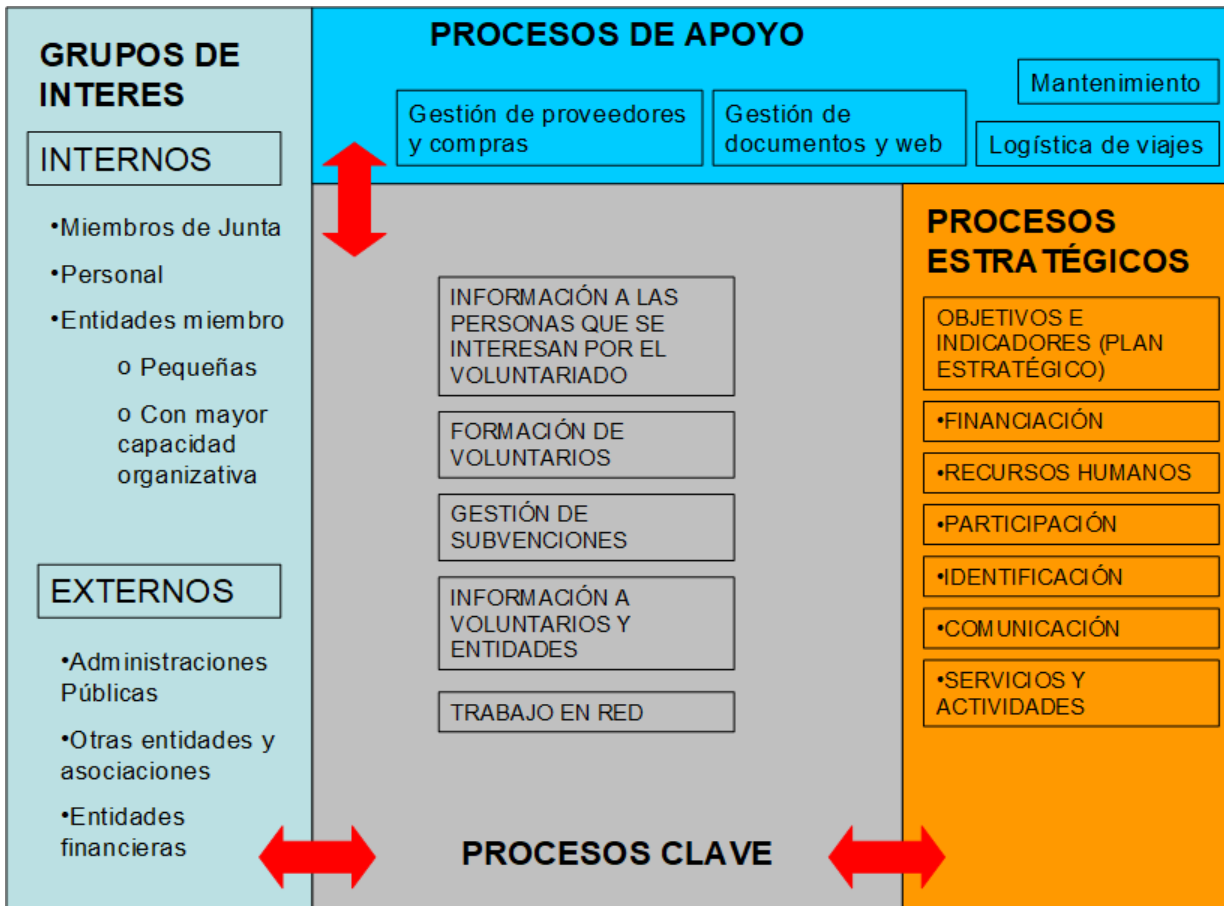 GRUPOS DE
INTERES
INTERNOS
•Miembros de Junta
•Personal
•Entidades miembro
o Pequeñas
o Con mayor
capacidad
organizativa
EXTERNOS
•Administraciones
Públicas
•Otras entidades y
asociaciones
•Entidades
financieras
PROCESOS DE APOYO
Gestión de proveedores
y compras
Gestión de
documentos y web
Mantenimiento
Logística de viajes
INFORMACIÓN A LAS
PERSONAS QUE SE
INTERESAN POR EL
VOLUNTARIADO
FORMACIÓN DE
VOLUNTARIOS
GESTIÓN DE
SUBVENCIONES
INFORMACIÓN A
VOLUNTARIOS Y
ENTIDADES
TRABAJO EN RED
PROCESOS CLAVE
PROCESOS
ESTRATÉGICOS
OBJETIVOS E
INDICADORES (PLAN
ESTRATÉGICO)
•FINANCIACIÓN
•RECURSOS HUMANOS
•PARTICIPACIÓN
•IDENTIFICACIÓN
•COMUNICACIÓN
•SERVICIOS Y
ACTIVIDADES